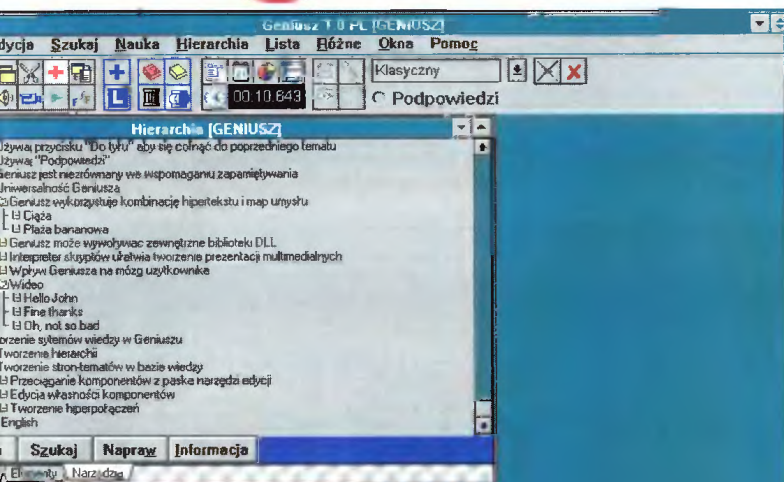 Geniusz 1.0 PL [GENIUSZ]
dycja Szukaj Nauka Hierarchia Lista Różne Okna Pomoc
Klasyczny
L 00.10.643 Podpowiedzi
Hierarchia [GENIUSZ]
Używaj przycisku "Do tyłu" aby się cofnąć do poprzedniego tematu
Używaj "Podpowiedzi"
Geniusz jest niezrównany we wspomaganiu zapamiętywania
Uniwersalność Geniusza
Geniusz wykorzystuje kombinację hipertekstu i map umysłu
Ciąża
Plaża bananowa
Geniusz może wywoływac zewnętrzne biblioteki DLL
Interpreter skryptów ułatwia tworzenie prezentacji multimedialnych
Wpływ Geniusza na mózg użytkownika
Wideo
Hello John
Fine thanks
Oh, not so bad
orzenie sytemów wiedzy w Geniuszu
Tworzenie hierarchii
Tworzenie stron-tematów w bazie wiedzy
Przeciąganie komponentów z paska narzędzi edycji
Edycja własności komponentów
Tworzenie hiperpołączeń
English
Szukaj Napraw Informacja
Elementy Narzędzia